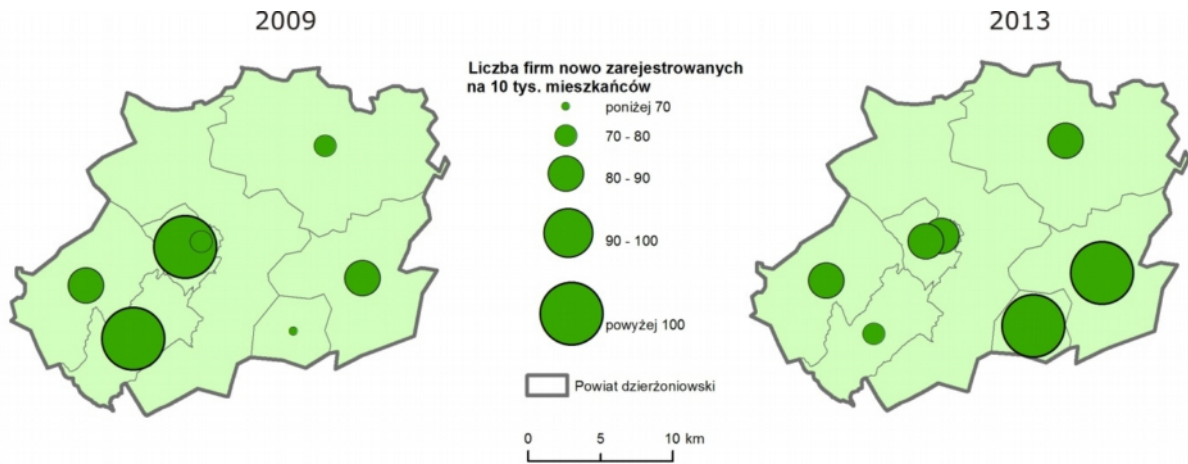 2009
2013
Liczba firm nowo zarejestrowanych
na 10 tys. mieszkańców
poniżej 70
70 - 80
80 - 90
90 - 100
powyżej 100
Powiat dzierżoniowski
0 5 10 km